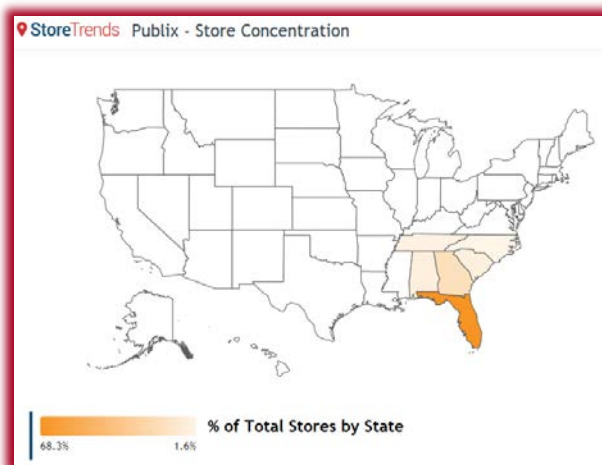 StoreTrends Publix - Store Concentration
% of Total Stores by State
68.3% 1.6%